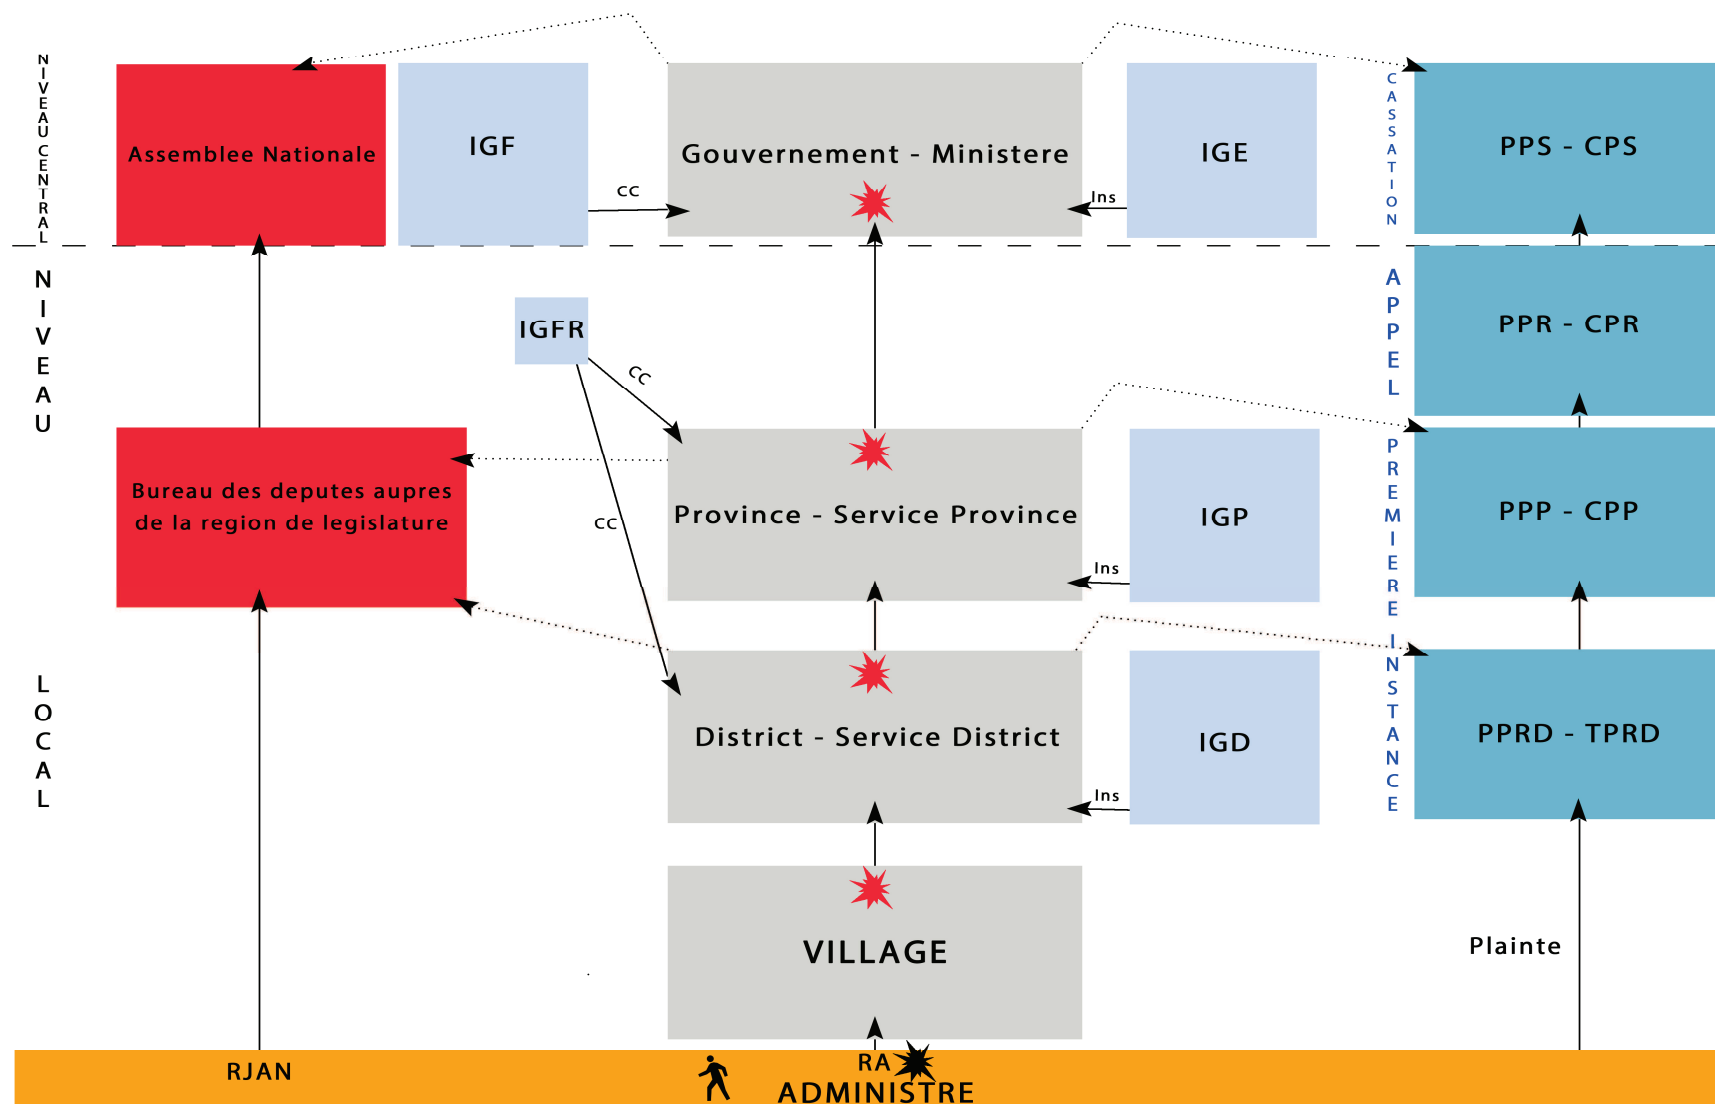 NIVEAU CENTRAL
Assemblee Nationale
IGF
CC
Gouvernement - Ministere
Ins
IGE
CASSATION
PPS - CPS
NIVEAU
LOCAL
IGFR
CC
CC
APPEL
PPR - CPR
Bureau des deputes aupres
de la region de legislature
Province - Service Province
Ins
IGP
PREMIERE INSTANCE
PPP - CPP
District - Service District
Ins
IGD
PPRD - TPRD
VILLAGE
Plainte
RJAN
RA
ADMINISTRE